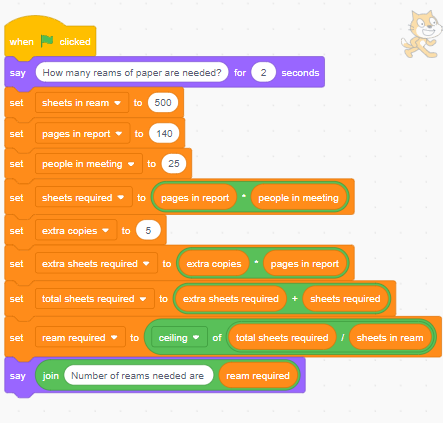 when clicked
say How many reams of paper are needed? for 2 seconds
set sheets in ream to 500
set pages in report to 140
set people in meeting to 25
set sheets required to pages in report * people in meeting
set extra copies to 5
set extra sheets required to extra copies * pages in report
set total sheets required to extra sheets required + sheets required
set ream required to ceiling of total sheets required / sheets in ream
say join Number of reams needed are ream required